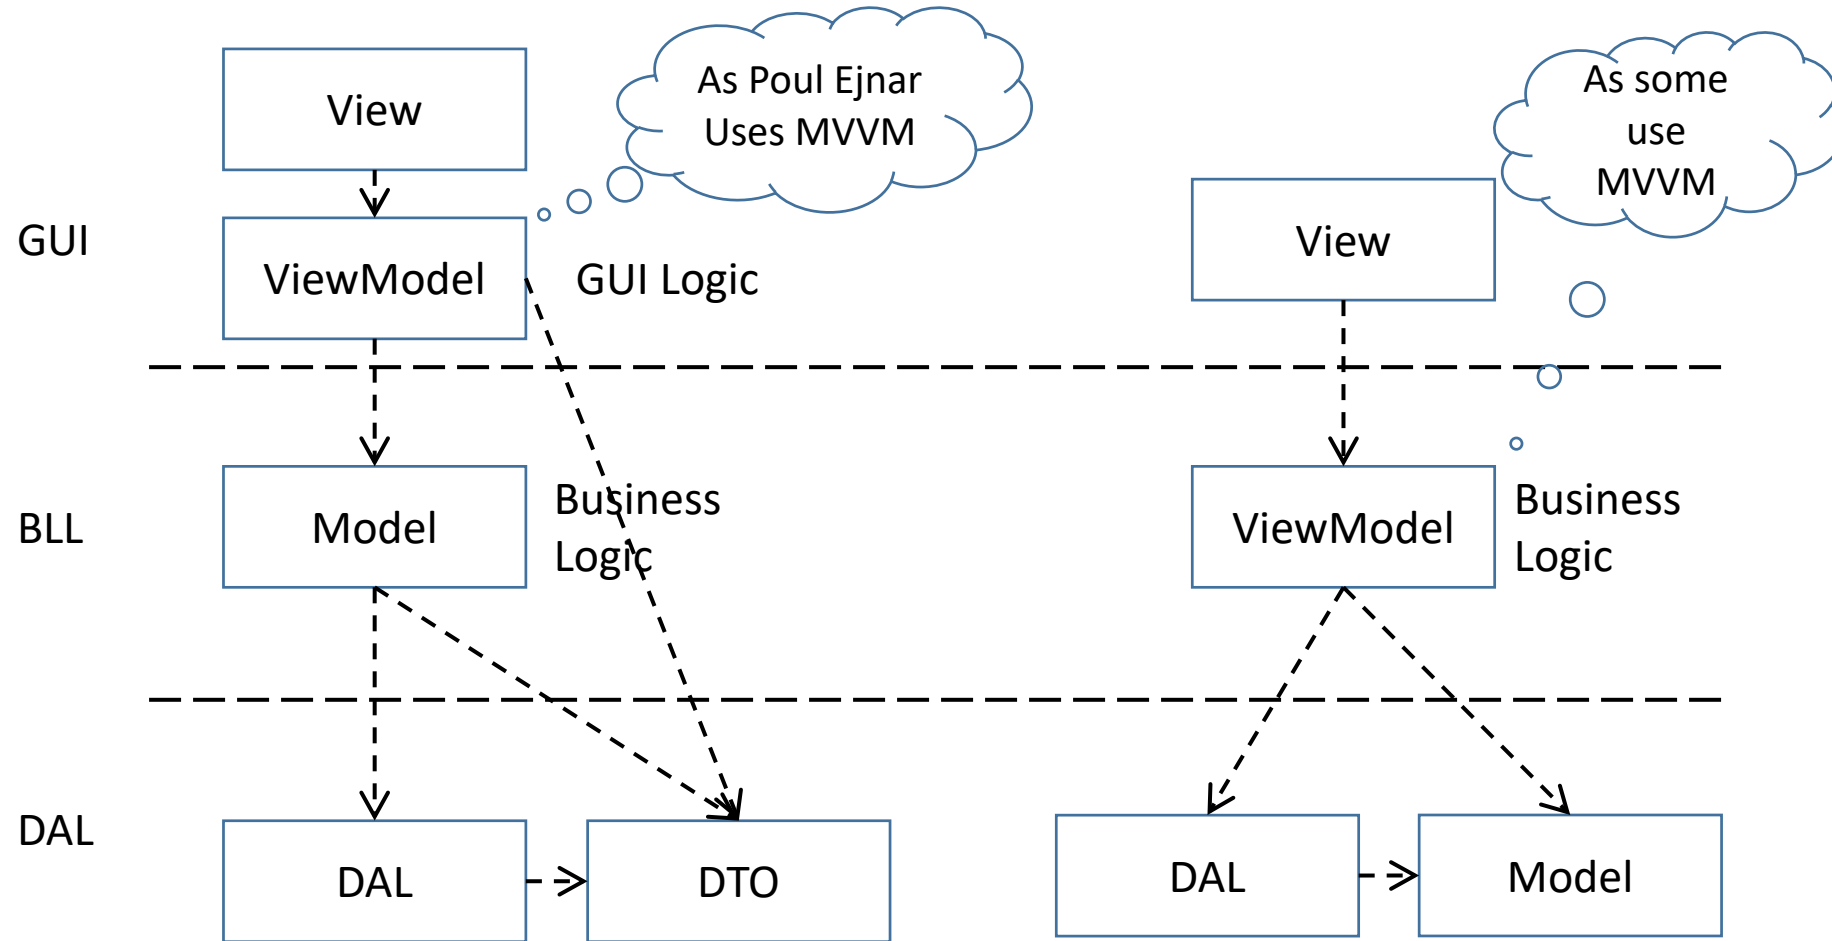 View
As Poul Ejnar
Uses MVVM
As some
use
MVVM
GUI
ViewModel
GUI Logic
View
BLL
Model
Business
Logic
ViewModel
Business
Logic
DAL
DAL
DTO
DAL
Model